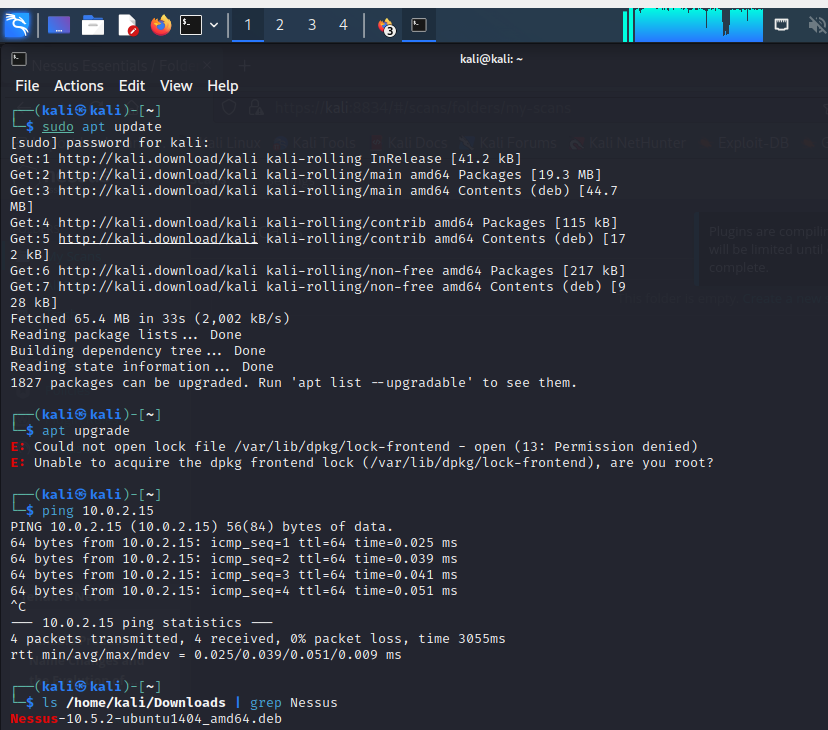 1 2 3 4
3
kali@kali: ~
File Actions Edit View Help
┌──(kali㉿kali)-[~]
└─$ sudo apt update
[sudo] password for kali:
Get:1 http://kali.download/kali kali-rolling InRelease [41.2 kB]
Get:2 http://kali.download/kali kali-rolling/main amd64 Packages [19.3 MB]
Get:3 http://kali.download/kali kali-rolling/main amd64 Contents (deb) [44.7
MB]
Get:4 http://kali.download/kali kali-rolling/contrib amd64 Packages [115 kB]
Get:5 http://kali.download/kali kali-rolling/contrib amd64 Contents (deb) [17
2 kB]
Get:6 http://kali.download/kali kali-rolling/non-free amd64 Packages [217 kB]
Get:7 http://kali.download/kali kali-rolling/non-free amd64 Contents (deb) [9
28 kB]
Fetched 65.4 MB in 33s (2,002 kB/s)
Reading package lists... Done
Building dependency tree... Done
Reading state information... Done
1827 packages can be upgraded. Run 'apt list --upgradable' to see them.
┌──(kali㉿kali)-[~]
└─$ apt upgrade
E: Could not open lock file /var/lib/dpkg/lock-frontend - open (13: Permission denied)
E: Unable to acquire the dpkg frontend lock (/var/lib/dpkg/lock-frontend), are you root?
┌──(kali㉿kali)-[~]
└─$ ping 10.0.2.15
PING 10.0.2.15 (10.0.2.15) 56(84) bytes of data.
64 bytes from 10.0.2.15: icmp_seq=1 ttl=64 time=0.025 ms
64 bytes from 10.0.2.15: icmp_seq=2 ttl=64 time=0.039 ms
64 bytes from 10.0.2.15: icmp_seq=3 ttl=64 time=0.041 ms
64 bytes from 10.0.2.15: icmp_seq=4 ttl=64 time=0.051 ms
^C
--- 10.0.2.15 ping statistics ---
4 packets transmitted, 4 received, 0% packet loss, time 3055ms
rtt min/avg/max/mdev = 0.025/0.039/0.051/0.009 ms
┌──(kali㉿kali)-[~]
└─$ ls /home/kali/Downloads | grep Nessus
Nessus-10.5.2-ubuntu1404_amd64.deb
Plugins are compilin
will be limited until
complete.